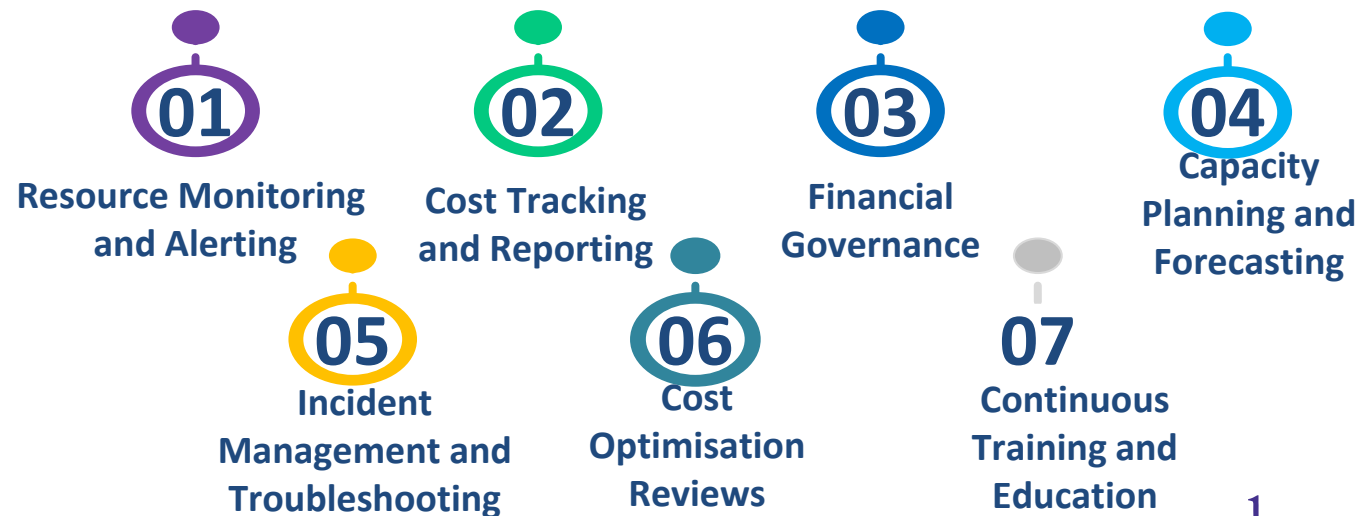 01
Resource Monitoring
and Alerting
02
Cost Tracking
and Reporting
03
Financial
Governance
04
Capacity
Planning and
Forecasting
05
Incident
Management and
Troubleshooting
06
Cost
Optimisation
Reviews
07
Continuous
Training and
Education
1